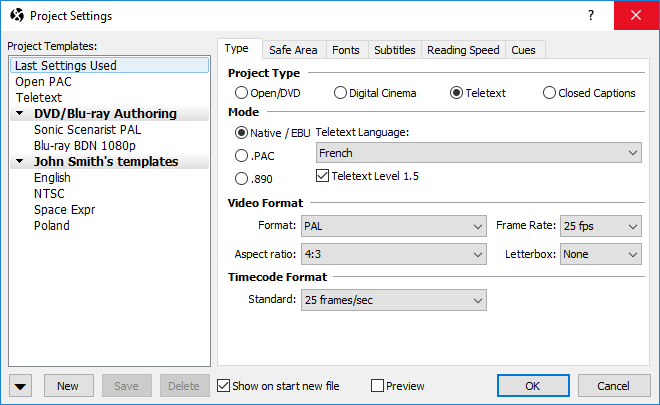 Project Settings
?
Project Templates:
Last Settings Used
Open PAC
Teletext
DVD/Blu-ray Authoring
Sonic Scenarist PAL
Blu-ray BDN 1080p
John Smith's templates
English
NTSC
Space Expr
Poland
Type Safe Area Fonts Subtitles Reading Speed Cues
Project Type
Open/DVD Digital Cinema Teletext Closed Captions
Mode
Native / EBU Teletext Language:
.PAC French
.890 Teletext Level 1.5
Video Format
Format: PAL Frame Rate: 25 fps
Aspect ratio: 4:3 Letterbox: None
Timecode Format
Standard: 25 frames/sec
New Save Delete Show on start new file Preview OK Cancel